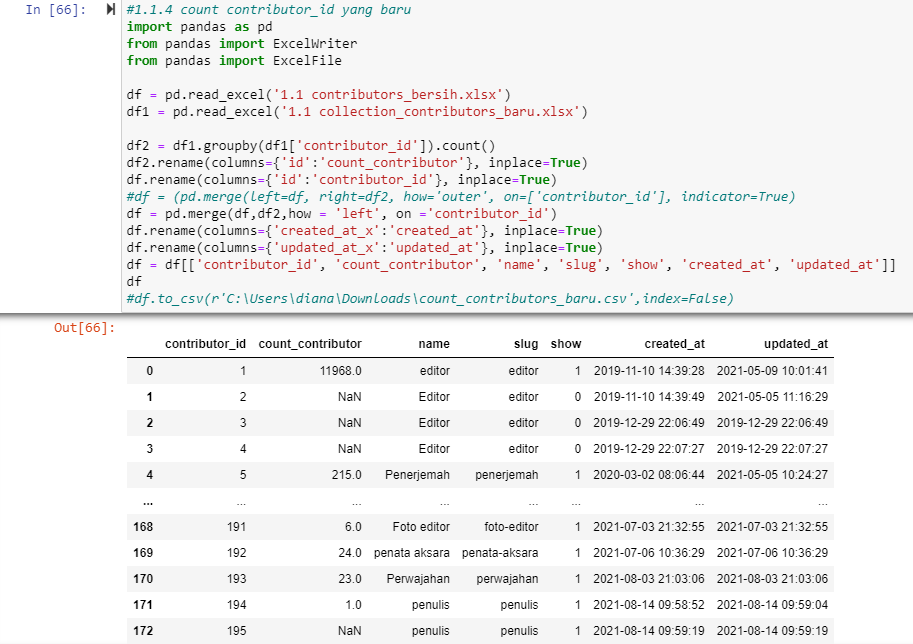 In [66]: #1.1.4 count contributor_id yang baru
import pandas as pd
from pandas import ExcelWriter
from pandas import ExcelFile
df = pd.read_excel('1.1 contributors_bersih.xlsx')
df1 = pd.read_excel('1.1 collection_contributors_baru.xlsx')
df2 = df1.groupby(df1['contributor_id']).count()
df2.rename(columns={'id':'count_contributor'}, inplace=True)
df.rename(columns={'id':'contributor_id'}, inplace=True)
#df = (pd.merge(left=df, right=df2, how='outer', on=['contributor_id'], indicator=True)
df = pd.merge(df,df2,how = 'left', on ='contributor_id')
df.rename(columns={'created_at_x':'created_at'}, inplace=True)
df.rename(columns={'updated_at_x':'updated_at'}, inplace=True)
df = df[['contributor_id', 'count_contributor', 'name', 'slug', 'show', 'created_at', 'updated_at']]
df
#df.to_csv(r'C:\Users\diana\Downloads\count_contributors_baru.csv',index=False)
Out[66]:
contributor_id count_contributor name slug show created_at updated_at
0 1 11968.0 editor editor 1 2019-11-10 14:39:28 2021-05-09 10:01:41
1 2 NaN Editor editor 0 2019-11-10 14:39:49 2021-05-05 11:16:29
2 3 NaN Editor editor 0 2019-12-29 22:06:49 2019-12-29 22:06:49
3 4 NaN Editor editor 0 2019-12-29 22:07:27 2019-12-29 22:07:27
4 5 215.0 Penerjemah penerjemah 1 2020-03-02 08:06:44 2021-05-05 10:24:27
... ... ... ... ... ... ... ...
168 191 6.0 Foto editor foto-editor 1 2021-07-03 21:32:55 2021-07-03 21:32:55
169 192 24.0 penata aksara penata-aksara 1 2021-07-06 10:36:29 2021-07-06 10:36:29
170 193 23.0 Perwajahan perwajahan 1 2021-08-03 21:03:06 2021-08-03 21:03:06
171 194 1.0 penulis penulis 1 2021-08-14 09:58:52 2021-08-14 09:59:04
172 195 NaN penulis penulis 1 2021-08-14 09:59:19 2021-08-14 09:59:19